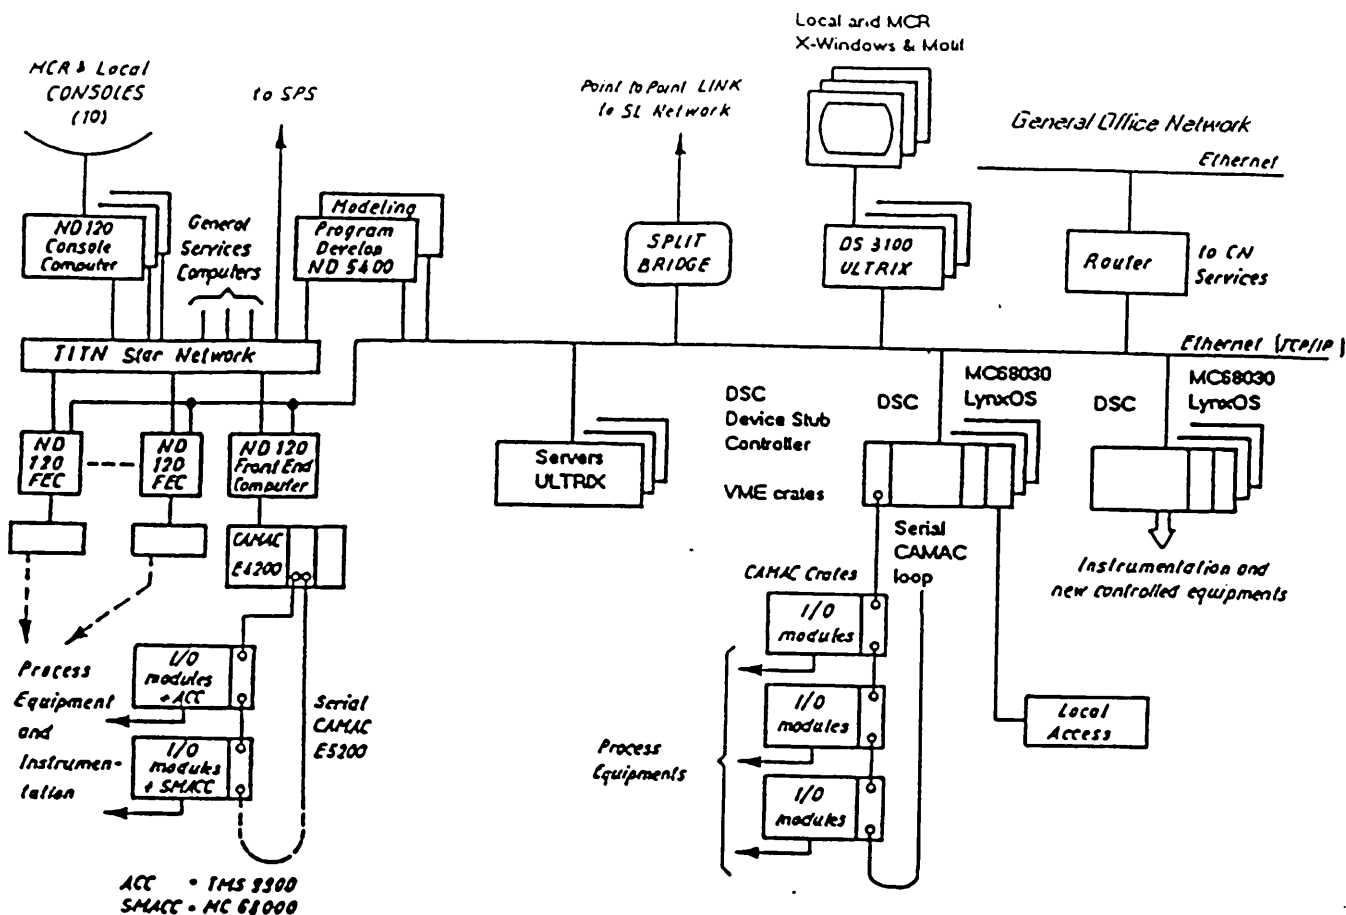 Local and MCR
X-Windows & Motif
MCR & Local
CONSOLES
(10)
to SPS
Point to Point LINK
to SL Network
General Office Network
Ethernet
ND 120
Console
Computer
General
Services
Computers
Modeling
Program
Develop
ND 5400
SPLIT
BRIDGE
DS 3100
ULTRIX
Router
to CN
Services
TITN Star Network
Ethernet (TCP/IP)
ND
120
FEC
ND
120
FEC
ND 120
Front End
Computer
Servers
ULTRIX
DSC
Device Stub
Controller
VME crates
DSC
MC68030
LynxOS
DSC
MC68030
LynxOS
CAMAC
Serial
CAMAC
loop
CAMAC Crates
Instrumentation and
new controlled equipments
I/O
modules
I/O
modules
I/O
modules
Process
Equipments
Local
Access
Process
Equipment
and
Instrumen-
tation
I/O
modules
+ ACC
I/O
modules
+ SMACC
Serial
CAMAC
E5200
ACC = TMS 9900
SMACC = MC 68000